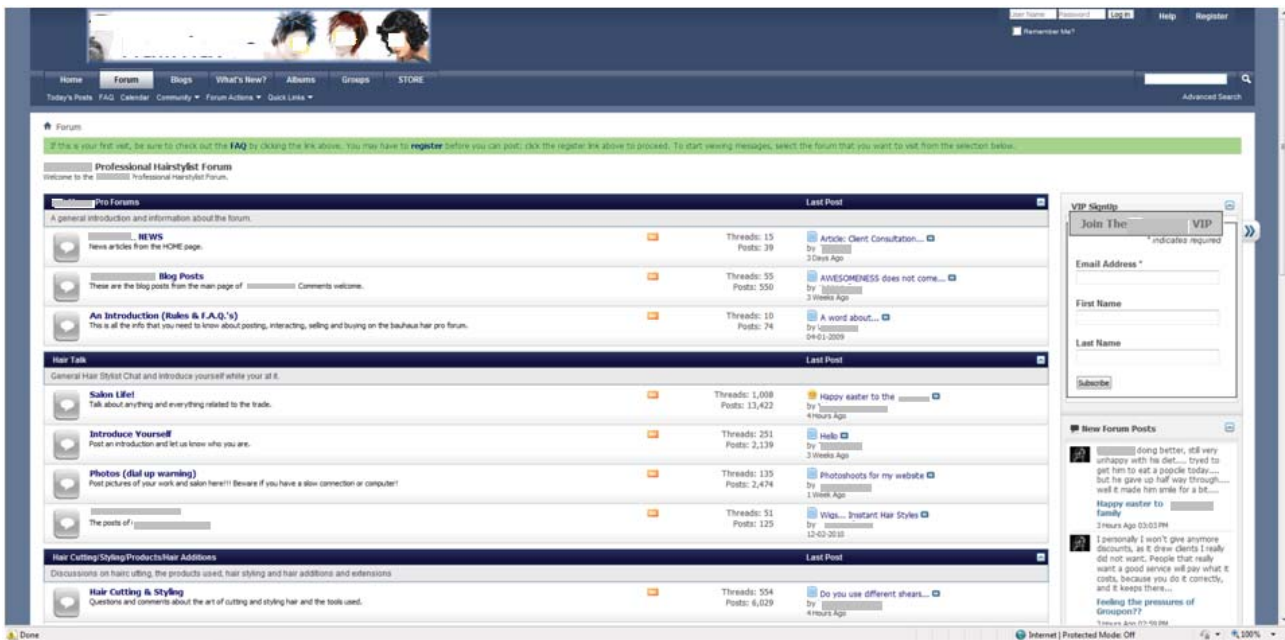 User Name Password Log in Help Register
Remember Me?
Home Forum Blogs What's New? Albums Groups STORE
Today's Posts FAQ Calendar Community Forum Actions Quick Links Advanced Search
Forum
If this is your first visit, be sure to check out the FAQ by clicking the link above. You may have to register before you can post: click the register link above to proceed. To start viewing messages, select the forum that you want to visit from the selection below.
Professional Hairstylist Forum
Welcome to the Professional Hairstylist Forum.
Pro Forums Last Post
A general introduction and information about the forum.
NEWS
News articles from the HOME page.
Threads: 15
Posts: 39
Article: Client Consultation...
by
3 Days Ago
Blog Posts
These are the blog posts from the main page of Comments welcome.
Threads: 55
Posts: 550
AWESOMENESS does not come...
by
3 Weeks Ago
An Introduction (Rules & F.A.Q.'s)
This is all the info that you need to know about posting, interacting, selling and buying on the bauhaus hair pro forum.
Threads: 10
Posts: 74
A word about...
by
04-01-2009
Hair Talk Last Post
General Hair Stylist Chat and introduce yourself while your at it.
Salon Life!
Talk about anything and everything related to the trade.
Threads: 1,008
Posts: 13,422
Happy easter to the
by
4 Hours Ago
Introduce Yourself
Post an introduction and let us know who you are.
Threads: 251
Posts: 2,139
Hello
by
3 Weeks Ago
Photos (dial up warning)
Post pictures of your work and salon here!!! Beware if you have a slow connection or computer!
Threads: 135
Posts: 2,474
Photoshoots for my website
by
1 Week Ago
The posts of
Threads: 51
Posts: 125
Wigs... Instant Hair Styles
by
12-02-2010
Hair Cutting/Styling/Products/Hair Additions Last Post
Discussions on hairc utting, the products used, hair styling and hair additions and extensions
Hair Cutting & Styling
Questions and comments about the art of cutting and styling hair and the tools used.
Threads: 554
Posts: 6,029
Do you use different shears...
by
4 Hours Ago
VIP SignUp
Join The VIP
* indicates required
Email Address *
First Name
Last Name
Subscribe
New Forum Posts
doing better, still very
unhappy with his diet.... tryed to
get him to eat a popcle today....
but he gave up half way through....
well it made him smile for a bit....
Happy easter to
family
3 Hours Ago 03:03 PM
I personally I won't give anymore
discounts, as it drew clients I really
did not want. People that really
want a good service will pay what it
costs, because you do it correctly,
and it keeps there...
Feeling the pressures of
Groupon??
3 Hours Ago 02:59 PM
Done Internet | Protected Mode: Off 100%